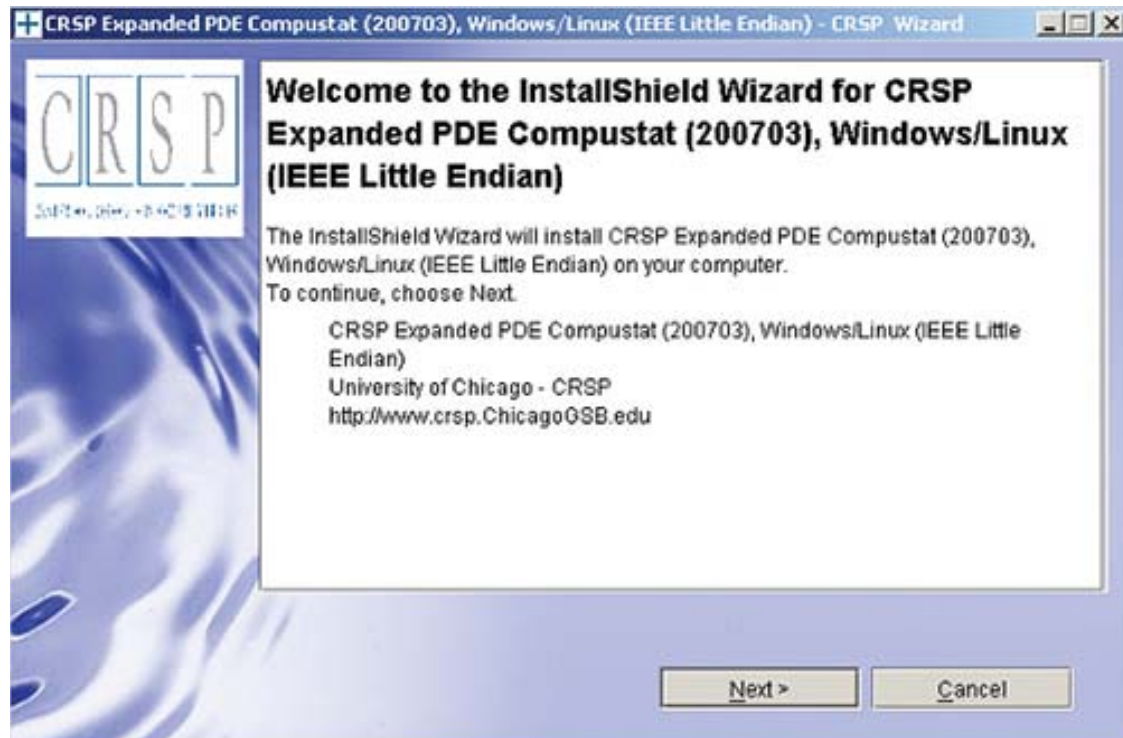 CRSP Expanded PDE Compustat (200703), Windows/Linux (IEEE Little Endian) - CRSP Wizard
CRSP
Welcome to the InstallShield Wizard for CRSP
Expanded PDE Compustat (200703), Windows/Linux
(IEEE Little Endian)
The InstallShield Wizard will install CRSP Expanded PDE Compustat (200703),
Windows/Linux (IEEE Little Endian) on your computer.
To continue, choose Next.
CRSP Expanded PDE Compustat (200703), Windows/Linux (IEEE Little
Endian)
University of Chicago - CRSP
http://www.crsp.ChicagoGSB.edu
Next >
Cancel